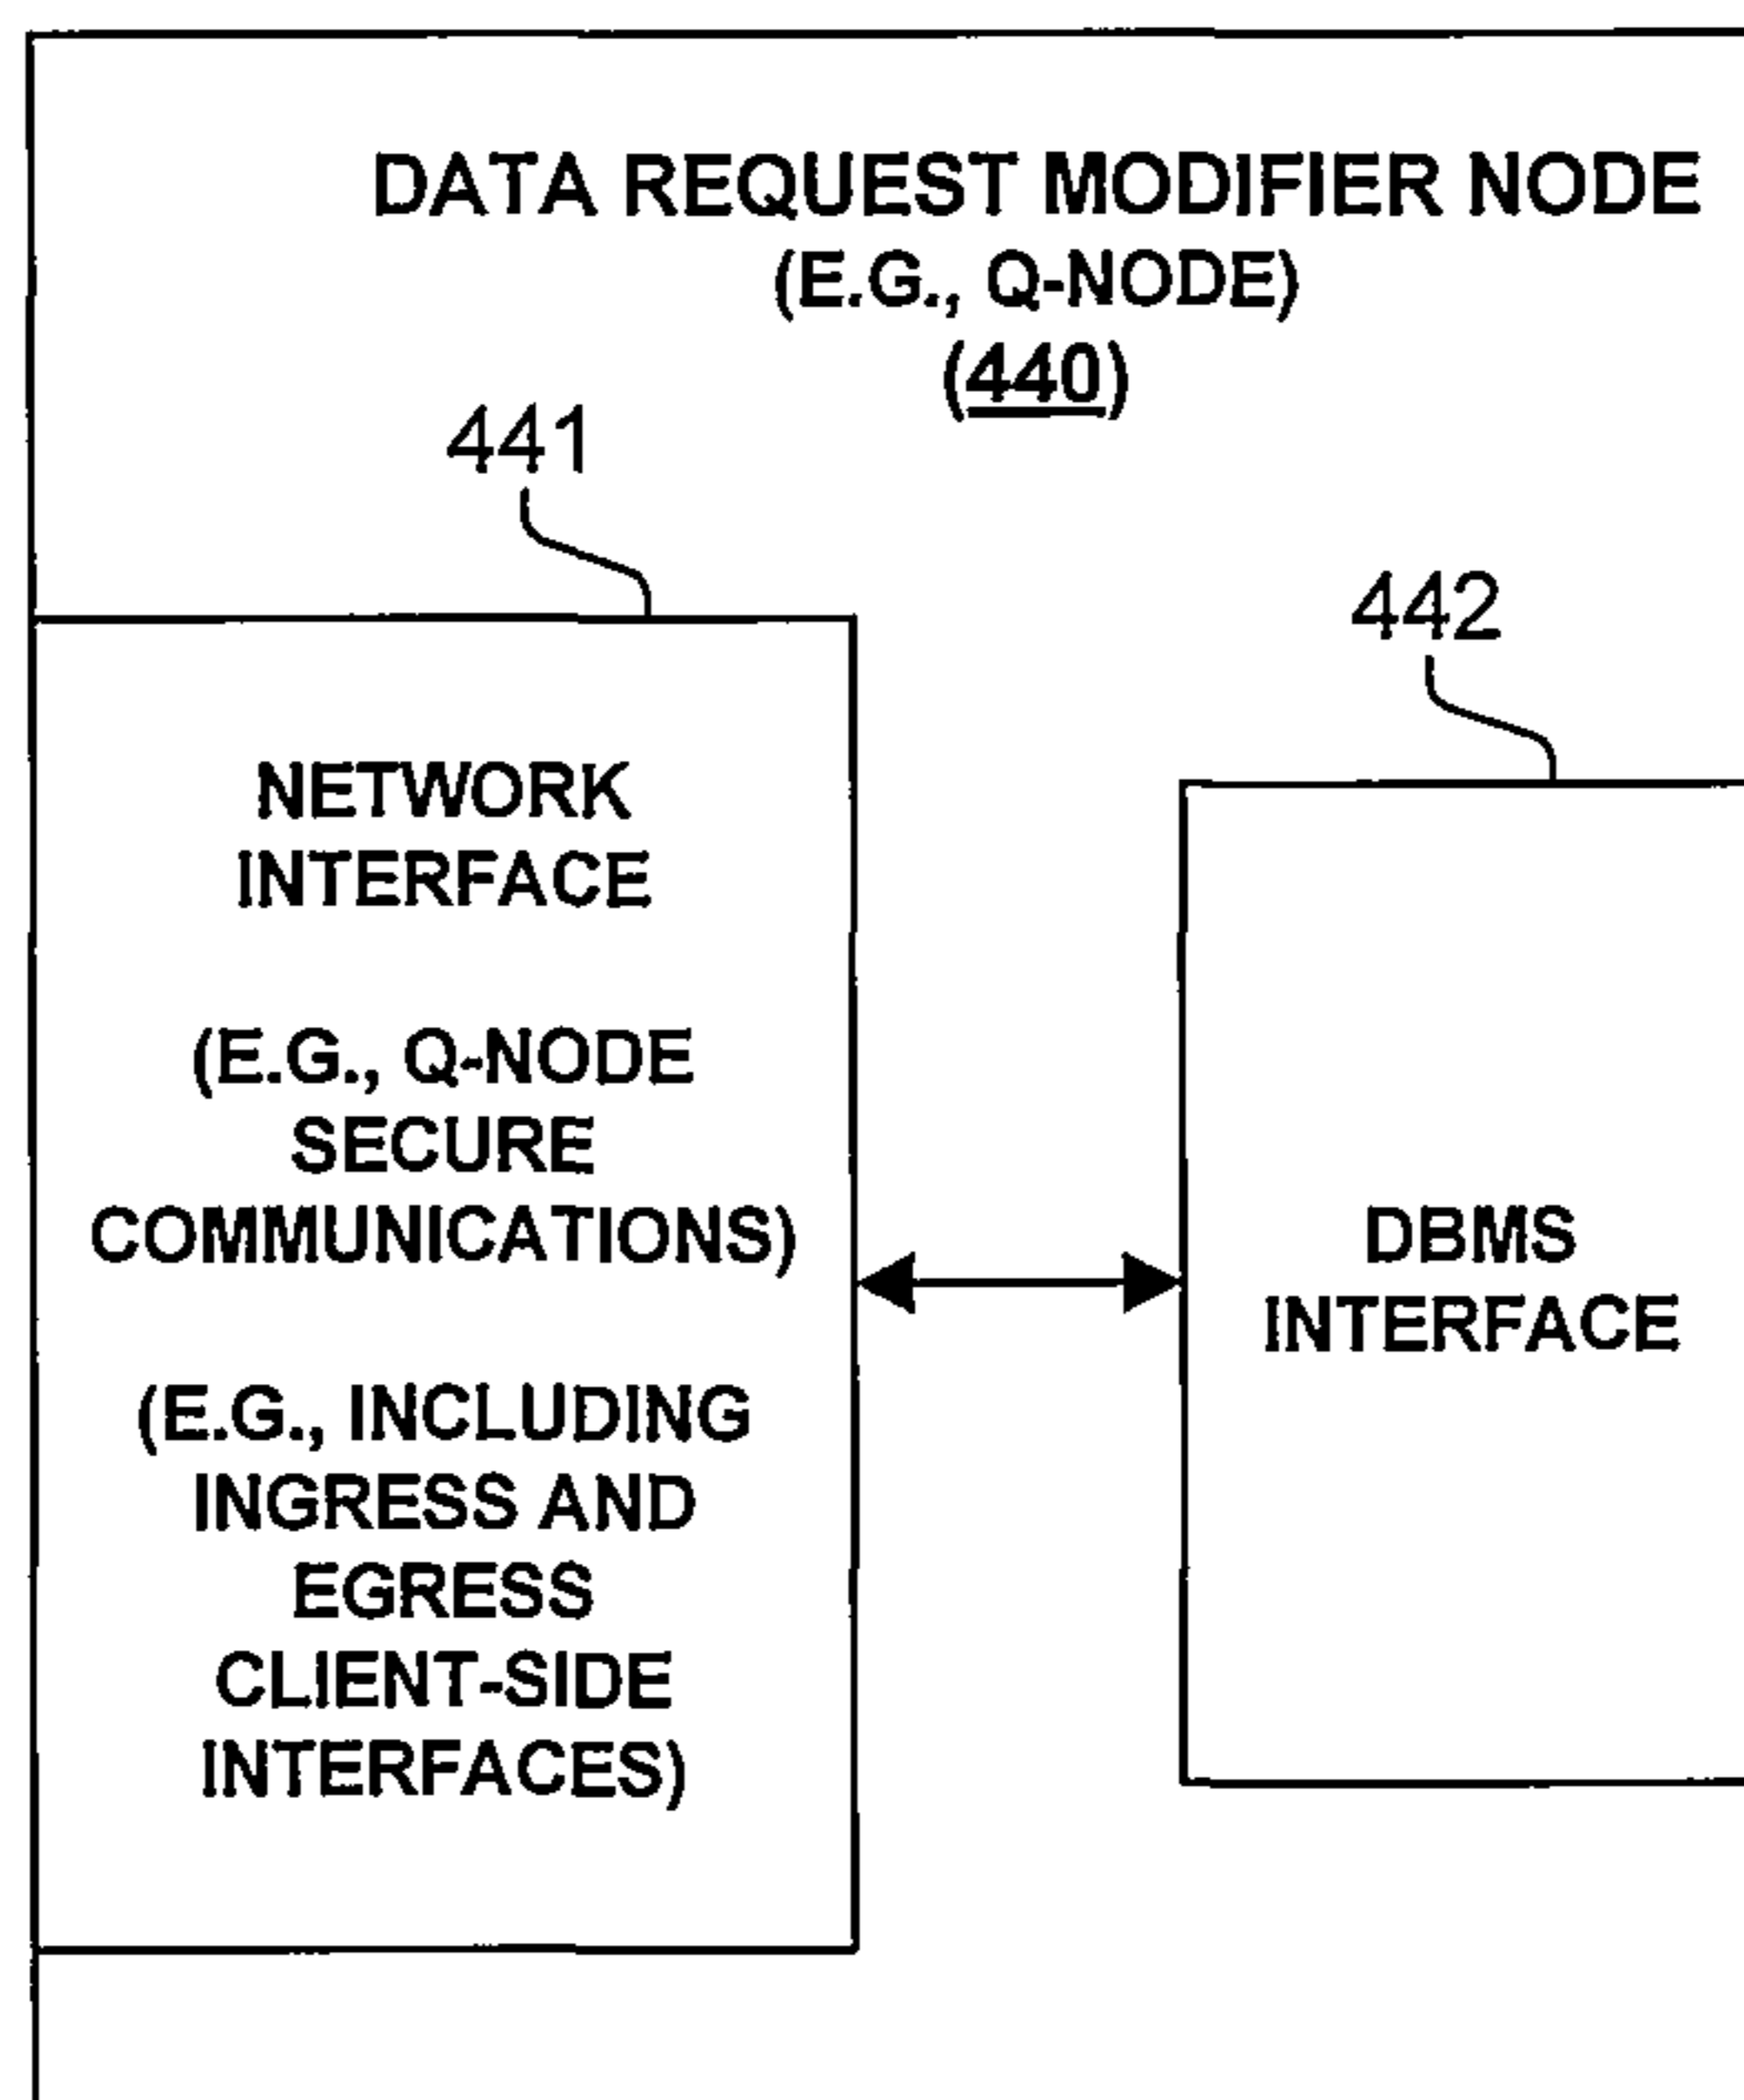 DATA REQUEST MODIFIER NODE
(E.G., Q-NODE)
(440)
441
442
NETWORK
INTERFACE
(E.G., Q-NODE
SECURE
COMMUNICATIONS)
(E.G., INCLUDING
INGRESS AND
EGRESS
CLIENT-SIDE
INTERFACES)
DBMS
INTERFACE